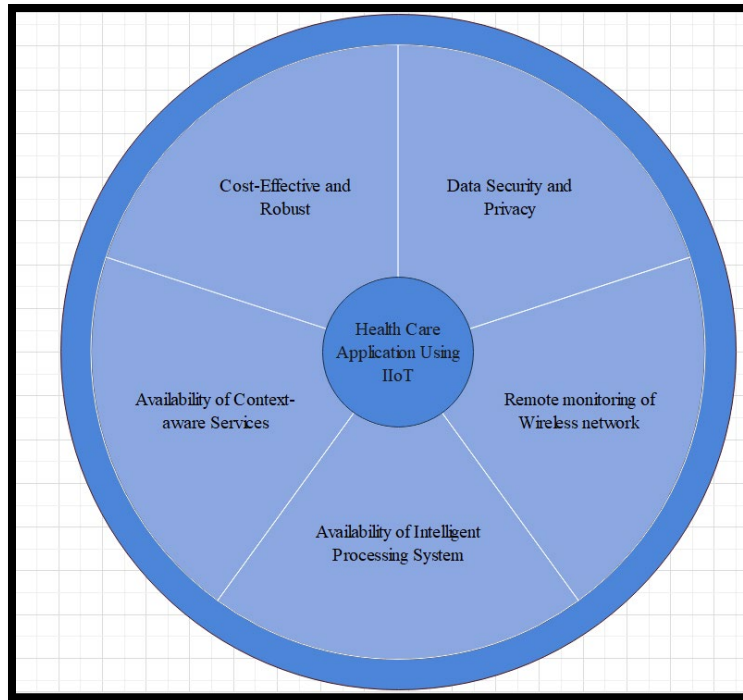 Cost-Effective and
Robust
Data Security and
Privacy
Health Care
Application Using
IIoT
Availability of Context-
aware Services
Remote monitoring of
Wireless network
Availability of Intelligent
Processing System